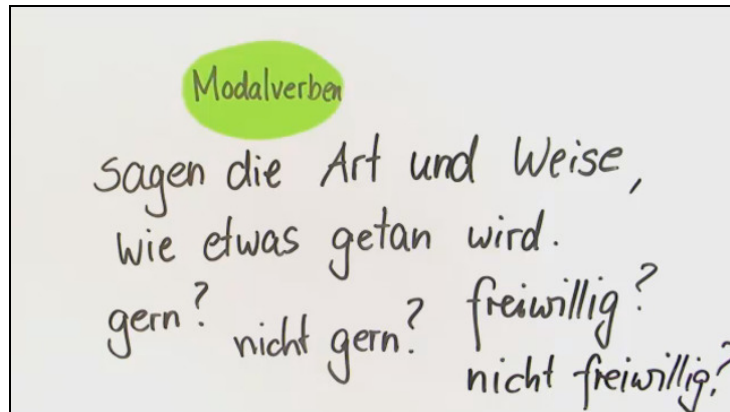 Modalverben
sagen die Art und Weise,
wie etwas getan wird.
gern? nicht gern? freiwillig?
nicht freiwillig?